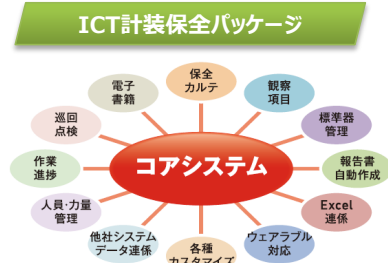 ICT計装保全パッケージ
保全
カルテ
電子
書籍
観察
項目
巡回
点検
標準器
管理
コアシステム
作業
進捗
報告書
自動作成
人員・力量
管理
Excel
連係
他社システム
データ連係
ウェアラブル
対応
各種
カスタマイズ